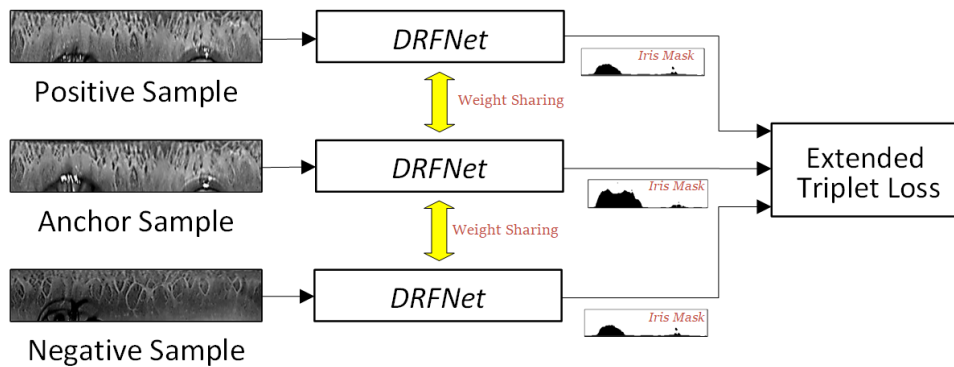 DRFNet
Iris Mask
Positive Sample
Weight Sharing
DRFNet
Iris Mask
Extended
Triplet Loss
Anchor Sample
Weight Sharing
DRFNet
Iris Mask
Negative Sample